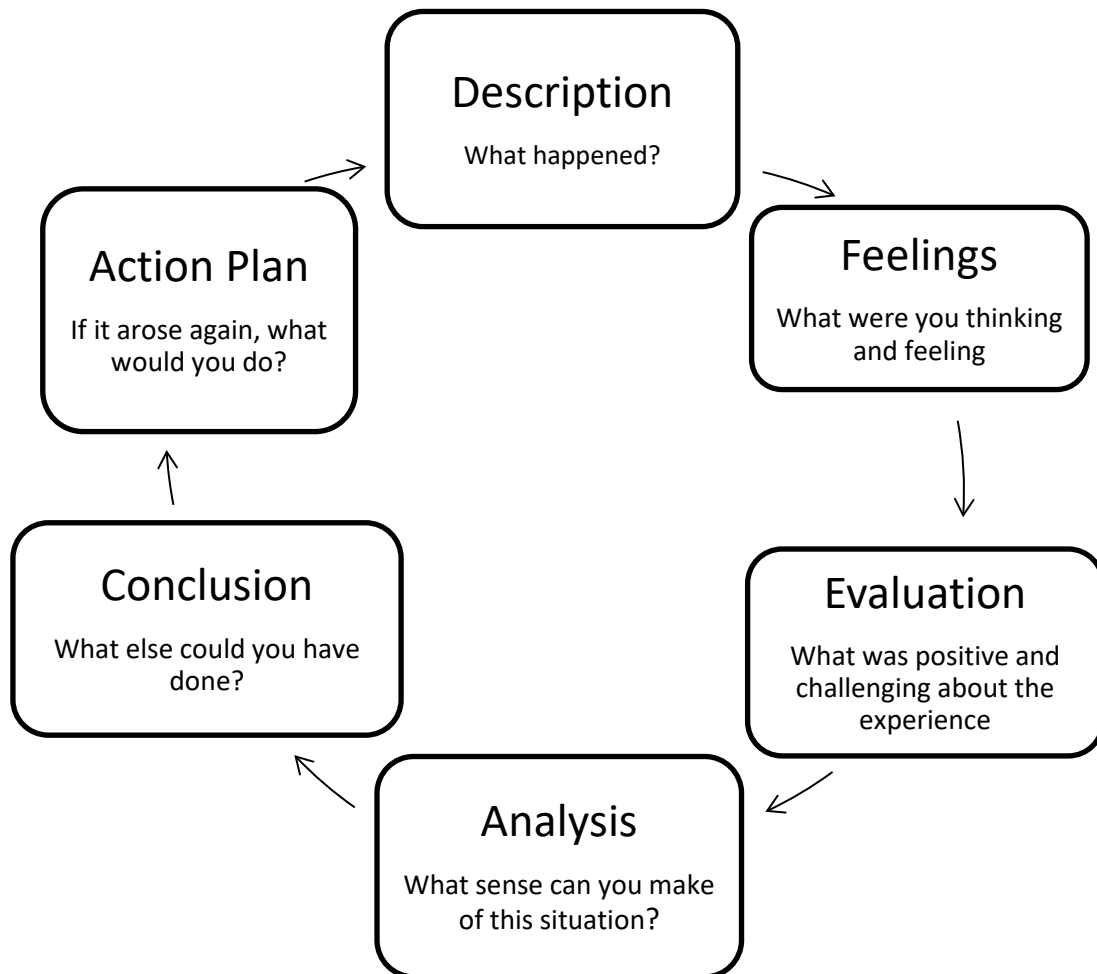 Description
What happened?
Feelings
What were you thinking
and feeling
Evaluation
What was positive and
challenging about the
experience
Analysis
What sense can you make
of this situation?
Conclusion
What else could you have
done?
Action Plan
If it arose again, what
would you do?